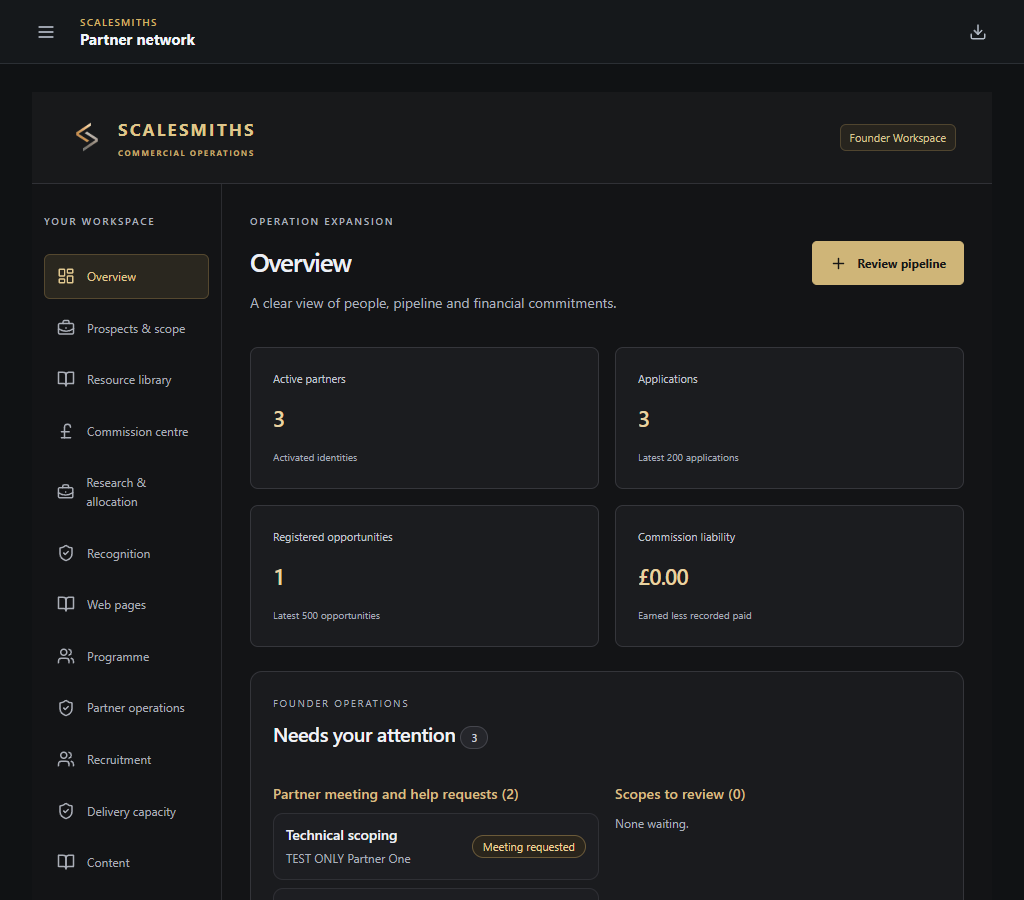 SCALESMITHS
Partner network
SCALESMITHS
COMMERCIAL OPERATIONS
Founder Workspace
YOUR WORKSPACE
Overview
Prospects & scope
Resource library
Commission centre
Research &
allocation
Recognition
Web pages
Programme
Partner operations
Recruitment
Delivery capacity
Content
OPERATION EXPANSION
Overview
Review pipeline
A clear view of people, pipeline and financial commitments.
Active partners
3
Activated identities
Applications
3
Latest 200 applications
Registered opportunities
1
Latest 500 opportunities
Commission liability
£0.00
Earned less recorded paid
FOUNDER OPERATIONS
Needs your attention 3
Partner meeting and help requests (2)
Technical scoping
TEST ONLY Partner One
Meeting requested
Scopes to review (0)
None waiting.